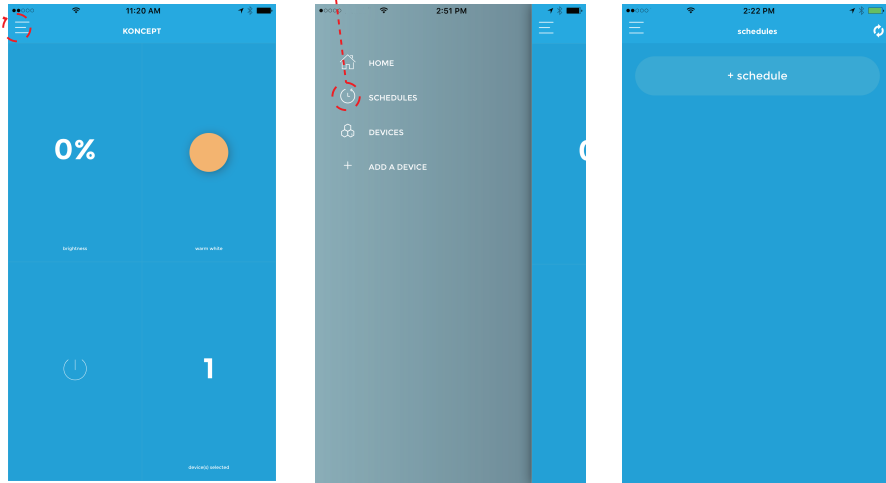 11:20 AM
KONCEPT
0%
brightness
warm white
1
device(s) selected
2:51 PM
HOME
SCHEDULES
DEVICES
+ ADD A DEVICE
2:22 PM
schedules
+ schedule